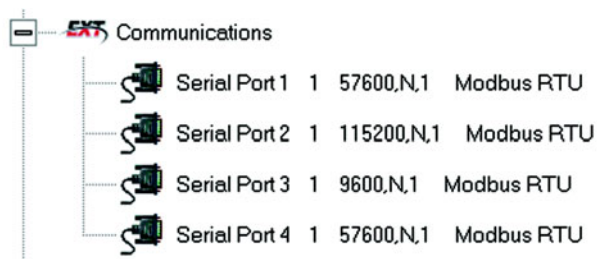 EXT Communications
Serial Port 1 1 57600,N,1 Modbus RTU
Serial Port 2 1 115200,N,1 Modbus RTU
Serial Port 3 1 9600,N,1 Modbus RTU
Serial Port 4 1 57600,N,1 Modbus RTU